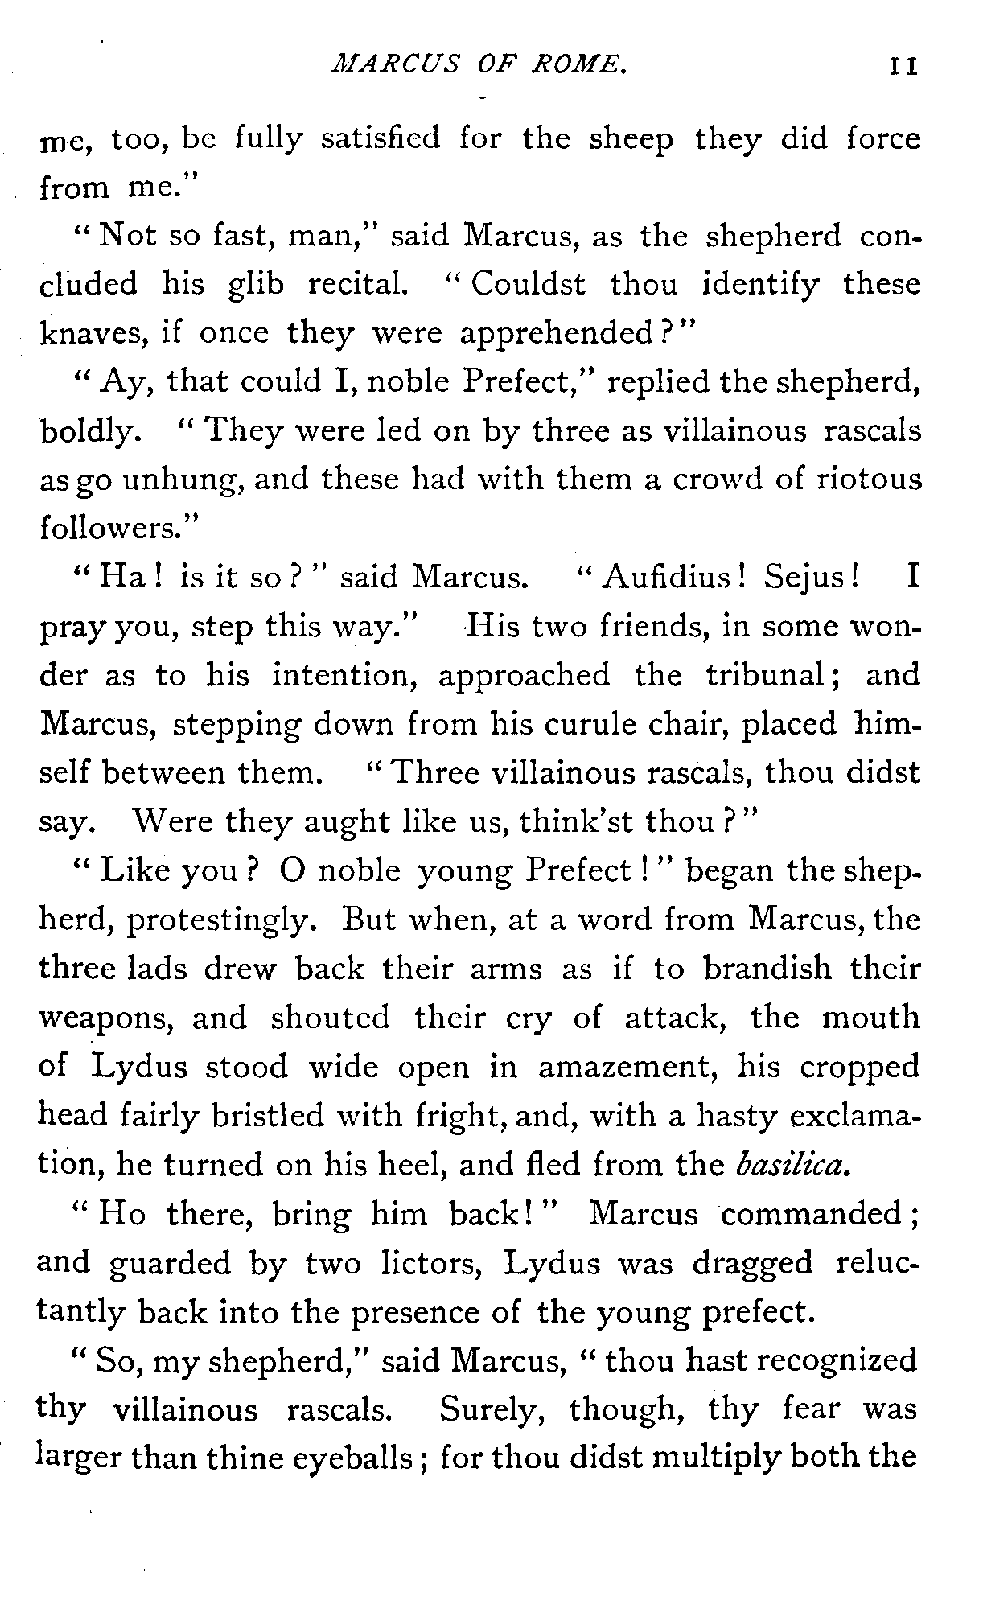 MARCUS OF ROME. 11
me, too, be fully satisfied for the sheep they did force
from me."
"Not so fast, man," said Marcus, as the shepherd con-
cluded his glib recital. "Couldst thou identify these
knaves, if once they were apprehended?"
"Ay, that could I, noble Prefect," replied the shepherd,
boldly. "They were led on by three as villainous rascals
as go unhung, and these had with them a crowd of riotous
followers."
"Ha! is it so?" said Marcus. "Aufidius! Sejus! I
pray you, step this way." His two friends, in some won-
der as to his intention, approached the tribunal; and
Marcus, stepping down from his curule chair, placed him-
self between them. "Three villainous rascals, thou didst
say. Were they aught like us, think'st thou?"
"Like you? O noble young Prefect!" began the shep-
herd, protestingly. But when, at a word from Marcus, the
three lads drew back their arms as if to brandish their
weapons, and shouted their cry of attack, the mouth
of Lydus stood wide open in amazement, his cropped
head fairly bristled with fright, and, with a hasty exclama-
tion, he turned on his heel, and fled from the basilica.
"Ho there, bring him back!" Marcus commanded;
and guarded by two lictors, Lydus was dragged reluc-
tantly back into the presence of the young prefect.
"So, my shepherd," said Marcus, "thou hast recognized
thy villainous rascals. Surely, though, thy fear was
larger than thine eyeballs; for thou didst multiply both the